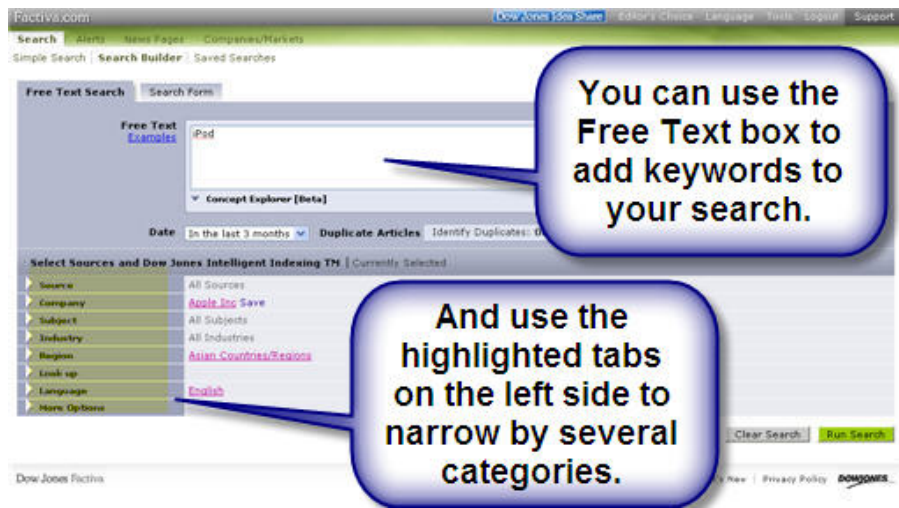 Factiva.com Dow Jones Idea Share Editor's Choice Language Tools Logout Support
Search Alerts News Pages Companies/Markets
Simple Search Search Builder Saved Searches
Free Text Search Search Form
Free Text
Examples
iPod
Concept Explorer [Beta]
Date In the last 3 months Duplicate Articles Identify Duplicates:
You can use the
Free Text box to
add keywords to
your search.
Select Sources and Dow Jones Intelligent Indexing TM | Currently Selected
Source All Sources
Company Apple Inc Save
Subject All Subjects
Industry All Industries
Region Asian Countries/Regions
Look up
Language English
More Options
And use the
highlighted tabs
on the left side to
narrow by several
categories.
Clear Search Run Search
Dow Jones Factiva New | Privacy Policy DOWJONES